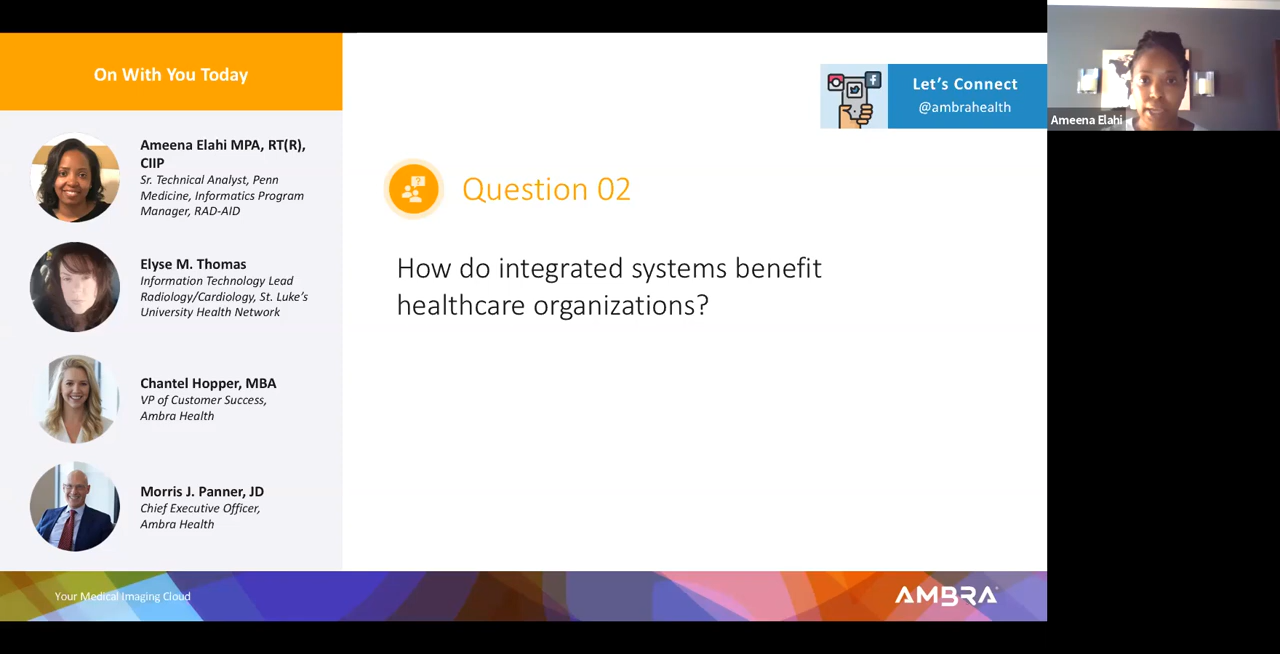 On With You Today
Ameena Elahi MPA, RT(R),
CIIP
Sr. Technical Analyst, Penn
Medicine, Informatics Program
Manager, RAD-AID
Elyse M. Thomas
Information Technology Lead
Radiology/Cardiology, St. Luke's
University Health Network
Chantel Hopper, MBA
VP of Customer Success,
Ambra Health
Morris J. Panner, JD
Chief Executive Officer,
Ambra Health
Let's Connect
@ambrahealth
Question 02
How do integrated systems benefit
healthcare organizations?
Your Medical Imaging Cloud
AMBRA
Ameena Elahi